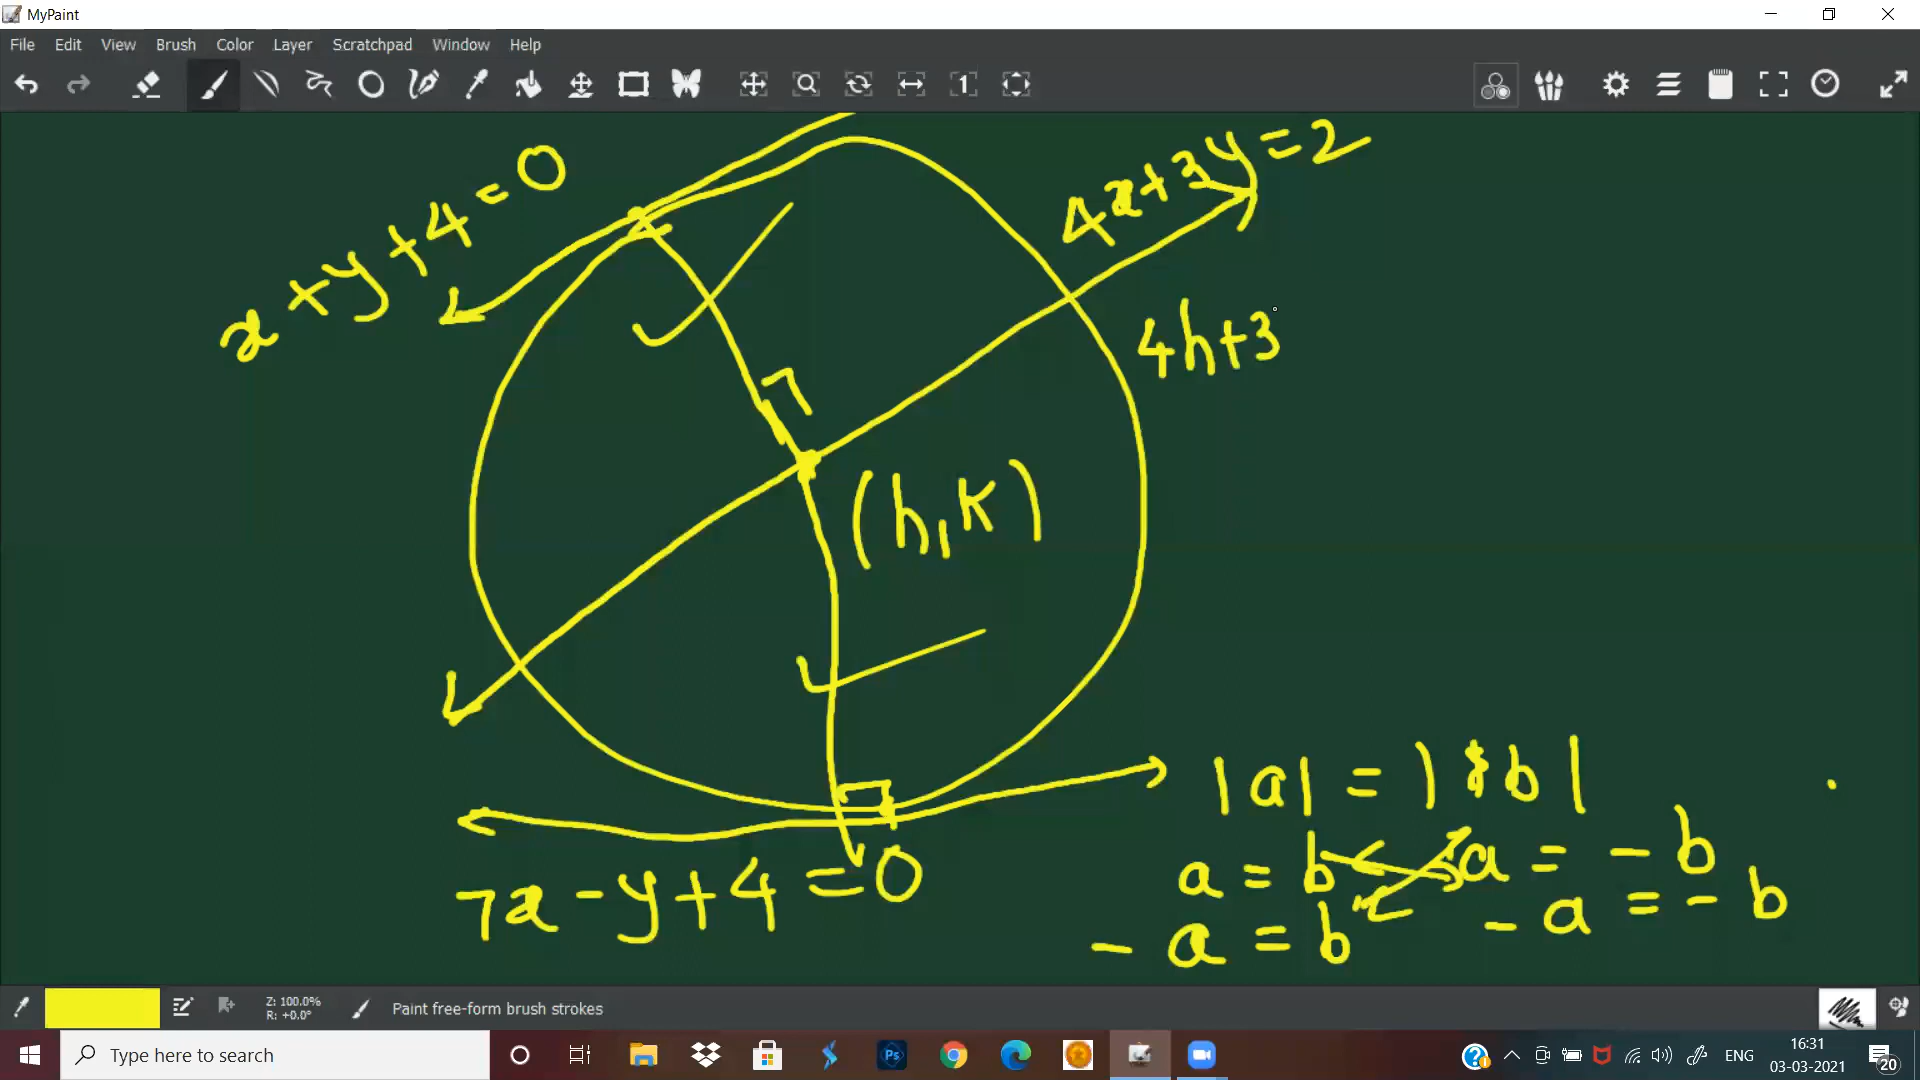 MyPaint
File Edit View Brush Color Layer Scratchpad Window Help
x+y+4=0
4x+3y=2
4h+3
(h,k)
7x-y+4=0
|a| = |b|
a = b a = -b
-a = b -a = -b
Z: 100.0%
R: +0.0°
Paint free-form brush strokes
Type here to search
Ps
ENG
16:31
03-03-2021
20